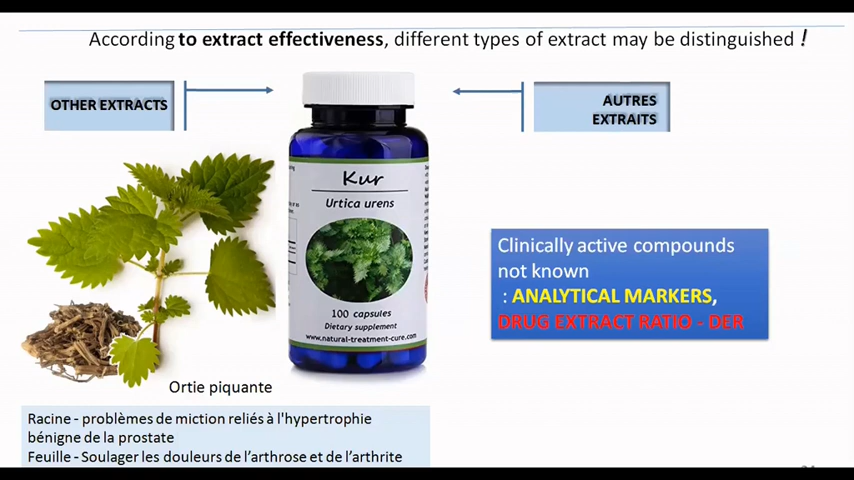 According to extract effectiveness, different types of extract may be distinguished !
OTHER EXTRACTS
AUTRES
EXTRAITS
Kur
Urtica urens
100 capsules
Dietary supplement
www.natural-treatment-cure.com
Clinically active compounds
not known
: ANALYTICAL MARKERS,
DRUG EXTRACT RATIO - DER
Ortie piquante
Racine - problèmes de miction reliés à l'hypertrophie
bénigne de la prostate
Feuille - Soulager les douleurs de l'arthrose et de l'arthrite